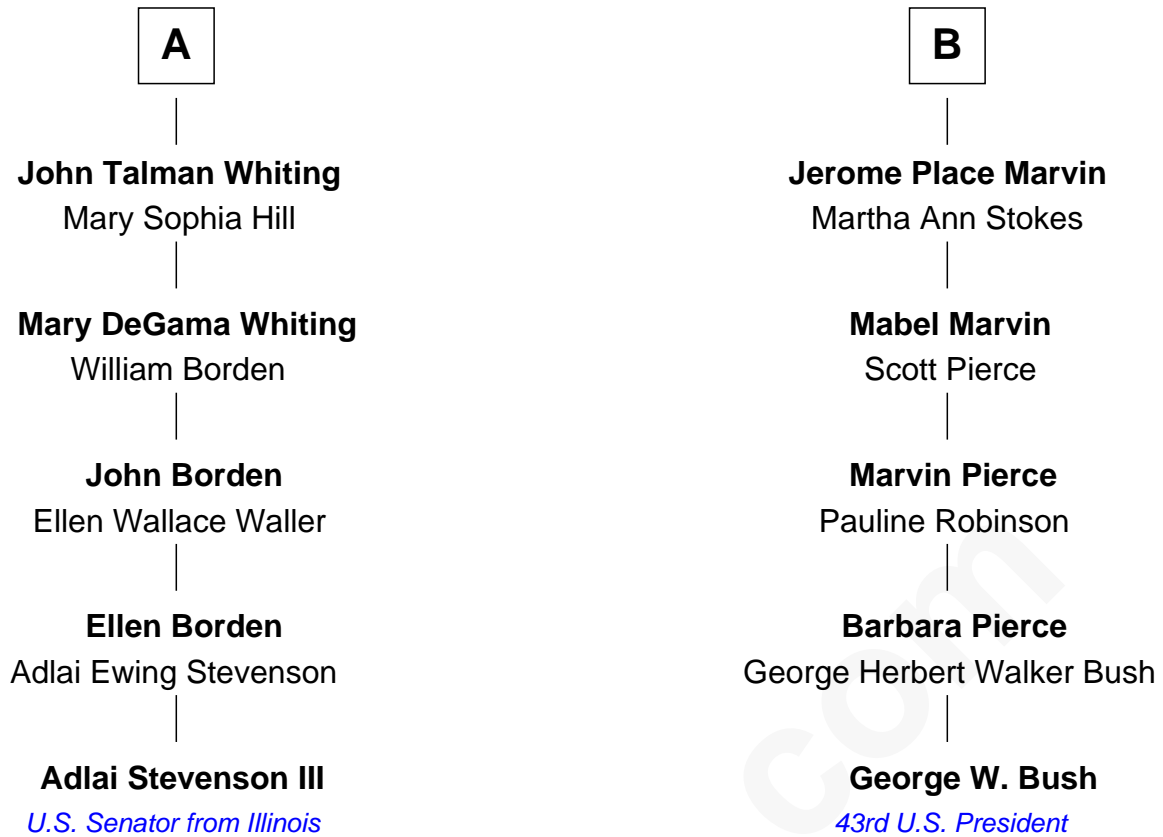 A
John Talman Whiting
Mary Sophia Hill
Mary DeGama Whiting
William Borden
John Borden
Ellen Wallace Waller
Ellen Borden
Adlai Ewing Stevenson
Adlai Stevenson III
U.S. Senator from Illinois
B
Jerome Place Marvin
Martha Ann Stokes
Mabel Marvin
Scott Pierce
Marvin Pierce
Pauline Robinson
Barbara Pierce
George Herbert Walker Bush
George W. Bush
43rd U.S. President
com